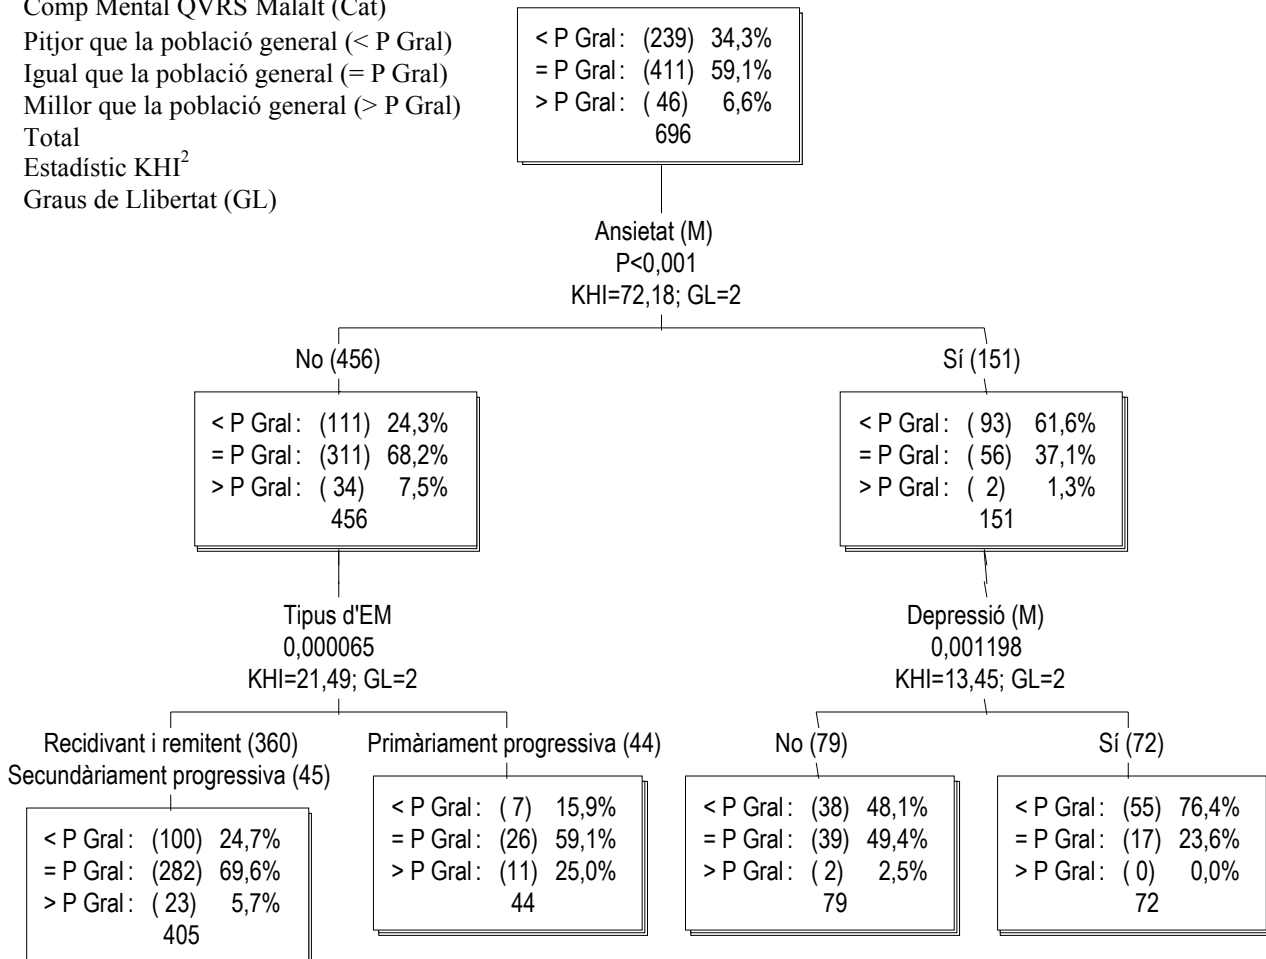 Comp Mental QVRS Malalt (Cat)
Pitjor que la població general (< P Gral)
Igual que la població general (= P Gral)
Millor que la població general (> P Gral)
Total
Estadístic KHI²
Graus de Llibertat (GL)
< P Gral: (239) 34,3%
= P Gral: (411) 59,1%
> P Gral: ( 46) 6,6%
696
Ansietat (M)
P<0,001
KHI=72,18; GL=2
No (456)
< P Gral: (111) 24,3%
= P Gral: (311) 68,2%
> P Gral: ( 34) 7,5%
456
Sí (151)
< P Gral: ( 93) 61,6%
= P Gral: ( 56) 37,1%
> P Gral: ( 2) 1,3%
151
Tipus d'EM
0,000065
KHI=21,49; GL=2
Depressió (M)
0,001198
KHI=13,45; GL=2
Recidivant i remitent (360)
Secundàriament progressiva (45)
< P Gral: (100) 24,7%
= P Gral: (282) 69,6%
> P Gral: ( 23) 5,7%
405
Primàriament progressiva (44)
< P Gral: ( 7) 15,9%
= P Gral: (26) 59,1%
> P Gral: (11) 25,0%
44
No (79)
< P Gral: (38) 48,1%
= P Gral: (39) 49,4%
> P Gral: ( 2) 2,5%
79
Sí (72)
< P Gral: (55) 76,4%
= P Gral: (17) 23,6%
> P Gral: ( 0) 0,0%
72